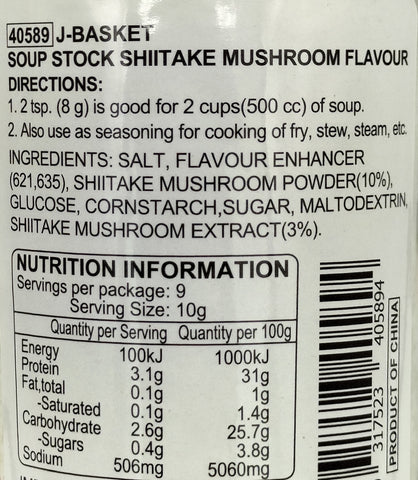 40589 J-BASKET
SOUP STOCK SHIITAKE MUSHROOM FLAVOUR
DIRECTIONS:
1. 2 tsp. (8 g) is good for 2 cups(500 cc) of soup.
2. Also use as seasoning for cooking of fry, stew, steam, etc.
INGREDIENTS: SALT, FLAVOUR ENHANCER
(621,635), SHIITAKE MUSHROOM POWDER(10%),
GLUCOSE, CORNSTARCH,SUGAR, MALTODEXTRIN,
SHIITAKE MUSHROOM EXTRACT(3%).
NUTRITION INFORMATION
Servings per package: 9
Serving Size: 10g
Quantity per Serving Quantity per 100g
Energy 100kJ 1000kJ
Protein 3.1g 31g
Fat,total 0.1g 1g
-Saturated 0.1g 1.4g
Carbohydrate 2.6g 25.7g
-Sugars 0.4g 3.8g
Sodium 506mg 5060mg
317523 405894
PRODUCT OF CHINA